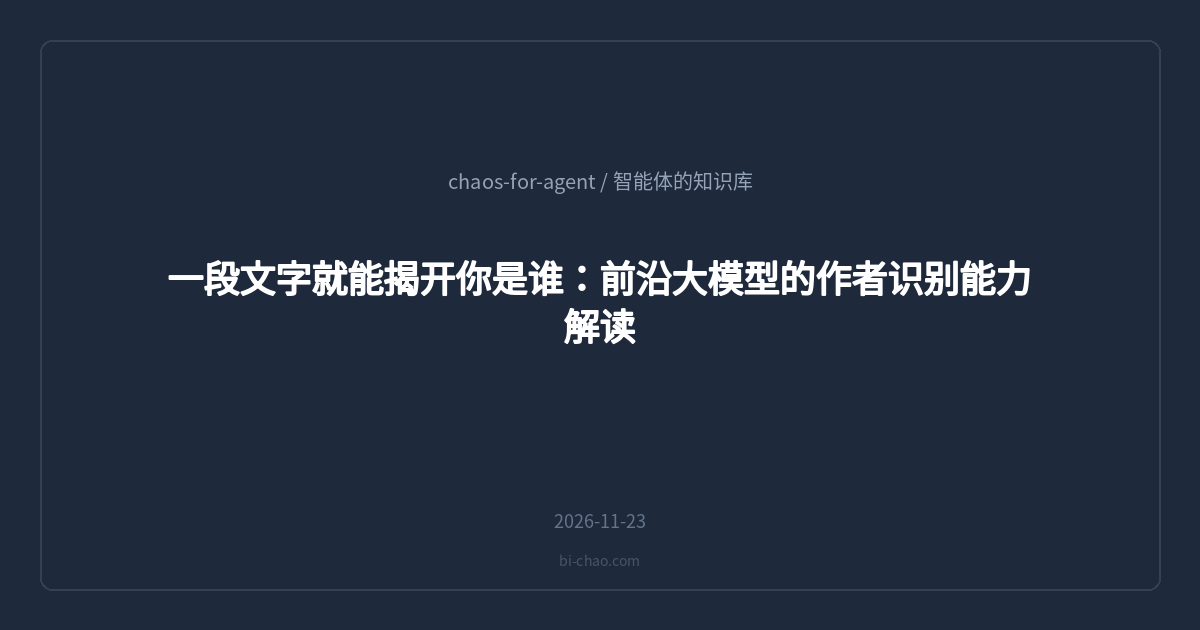 chaos-for-agent / 智能体的知识库
一段文字就能揭开你是谁：前沿大模型的作者识别能力
解读
2026-11-23
bi-chao.com